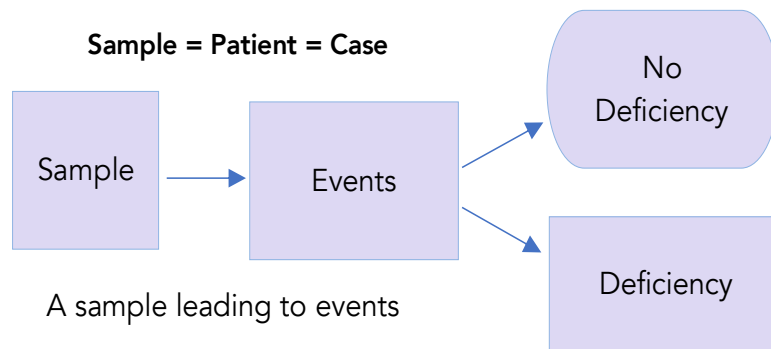 Sample = Patient = Case
No
Deficiency
Sample
Events
Deficiency
A sample leading to events